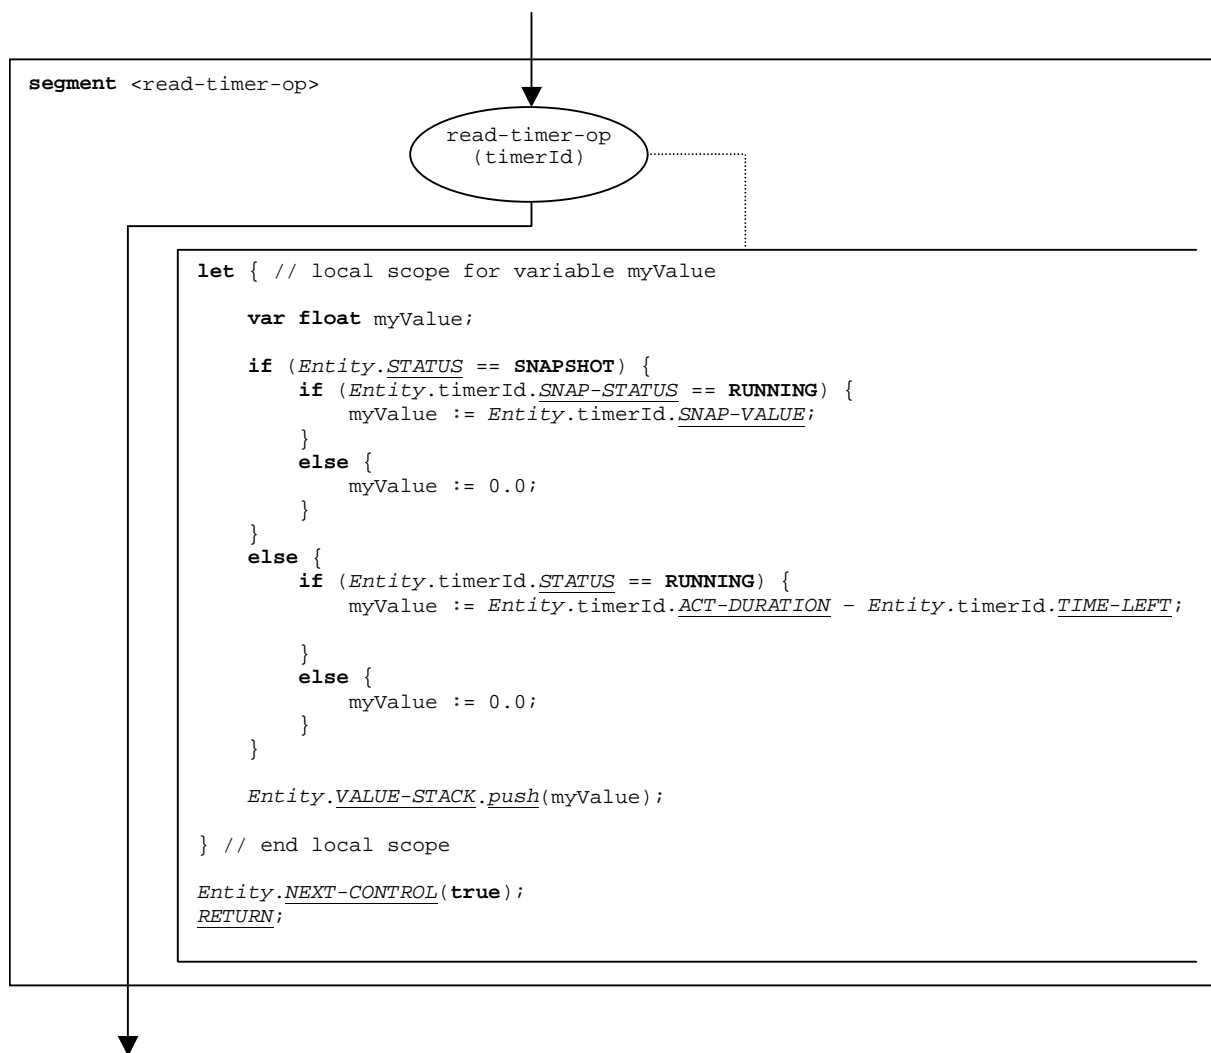 segment <read-timer-op>
read-timer-op
(timerId)
let { // local scope for variable myValue
var float myValue;
if (Entity.STATUS == SNAPSHOT) {
if (Entity.timerId.SNAP-STATUS == RUNNING) {
myValue := Entity.timerId.SNAP-VALUE;
}
else {
myValue := 0.0;
}
}
else {
if (Entity.timerId.STATUS == RUNNING) {
myValue := Entity.timerId.ACT-DURATION – Entity.timerId.TIME-LEFT;
}
else {
myValue := 0.0;
}
}
Entity.VALUE-STACK.push(myValue);
} // end local scope
Entity.NEXT-CONTROL(true);
RETURN;